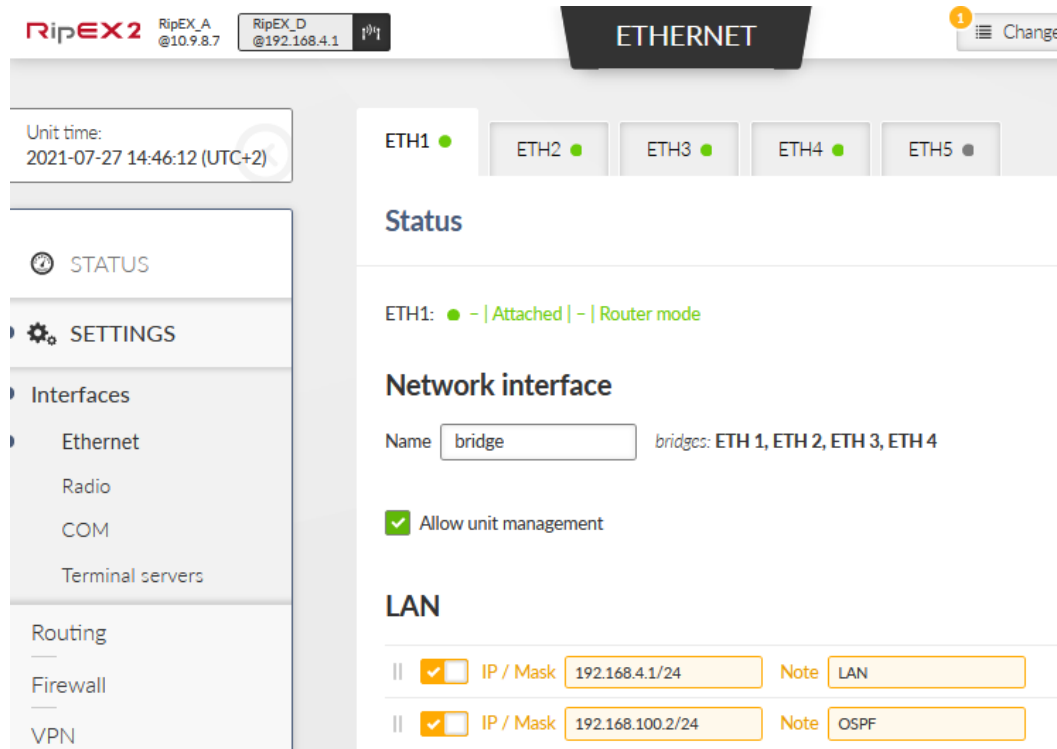 RipEX2 RipEX_A RipEX_D ETHERNET 1 Change
@10.9.8.7 @192.168.4.1
Unit time:
2021-07-27 14:46:12 (UTC+2)
ETH1 ETH2 ETH3 ETH4 ETH5
Status
STATUS
ETH1: – | Attached | – | Router mode
SETTINGS
Network interface
Interfaces
Name bridge bridges: ETH 1, ETH 2, ETH 3, ETH 4
Ethernet
Radio
Allow unit management
COM
Terminal servers
LAN
Routing
IP / Mask 192.168.4.1/24 Note LAN
Firewall
IP / Mask 192.168.100.2/24 Note OSPF
VPN